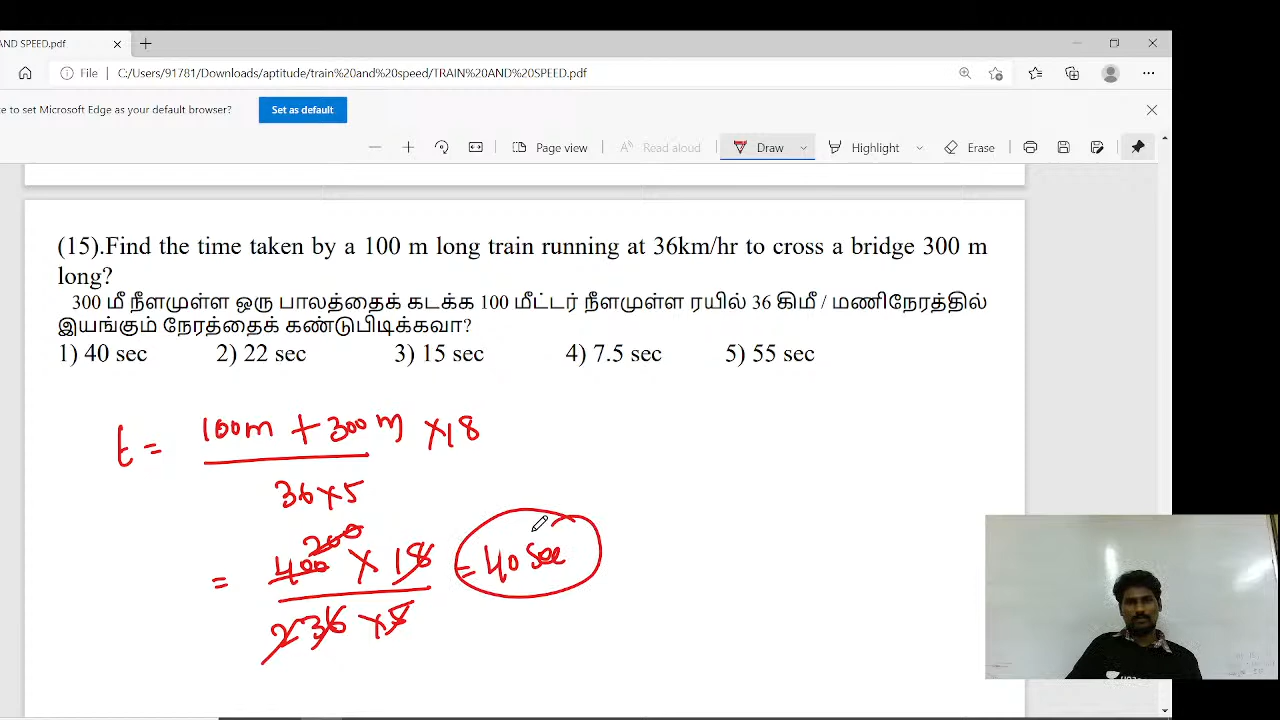 AND SPEED.pdf
File C:/Users/91781/Downloads/aptitude/train%20and%20speed/TRAIN%20AND%20SPEED.pdf
e to set Microsoft Edge as your default browser? Set as default
Page view Read aloud Draw Highlight Erase
(15).Find the time taken by a 100 m long train running at 36km/hr to cross a bridge 300 m
long?
300 மீ நீளமுள்ள ஒரு பாலத்தைக் கடக்க 100 மீட்டர் நீளமுள்ள ரயில் 36 கிமீ / மணிநேரத்தில்
இயங்கும் நேரத்தைக் கண்டுபிடிக்கவா?
1) 40 sec 2) 22 sec 3) 15 sec 4) 7.5 sec 5) 55 sec
t = 100m + 300m ×18
36×5
200
= 400 × 18 = 40 Sec
2 36 ×5